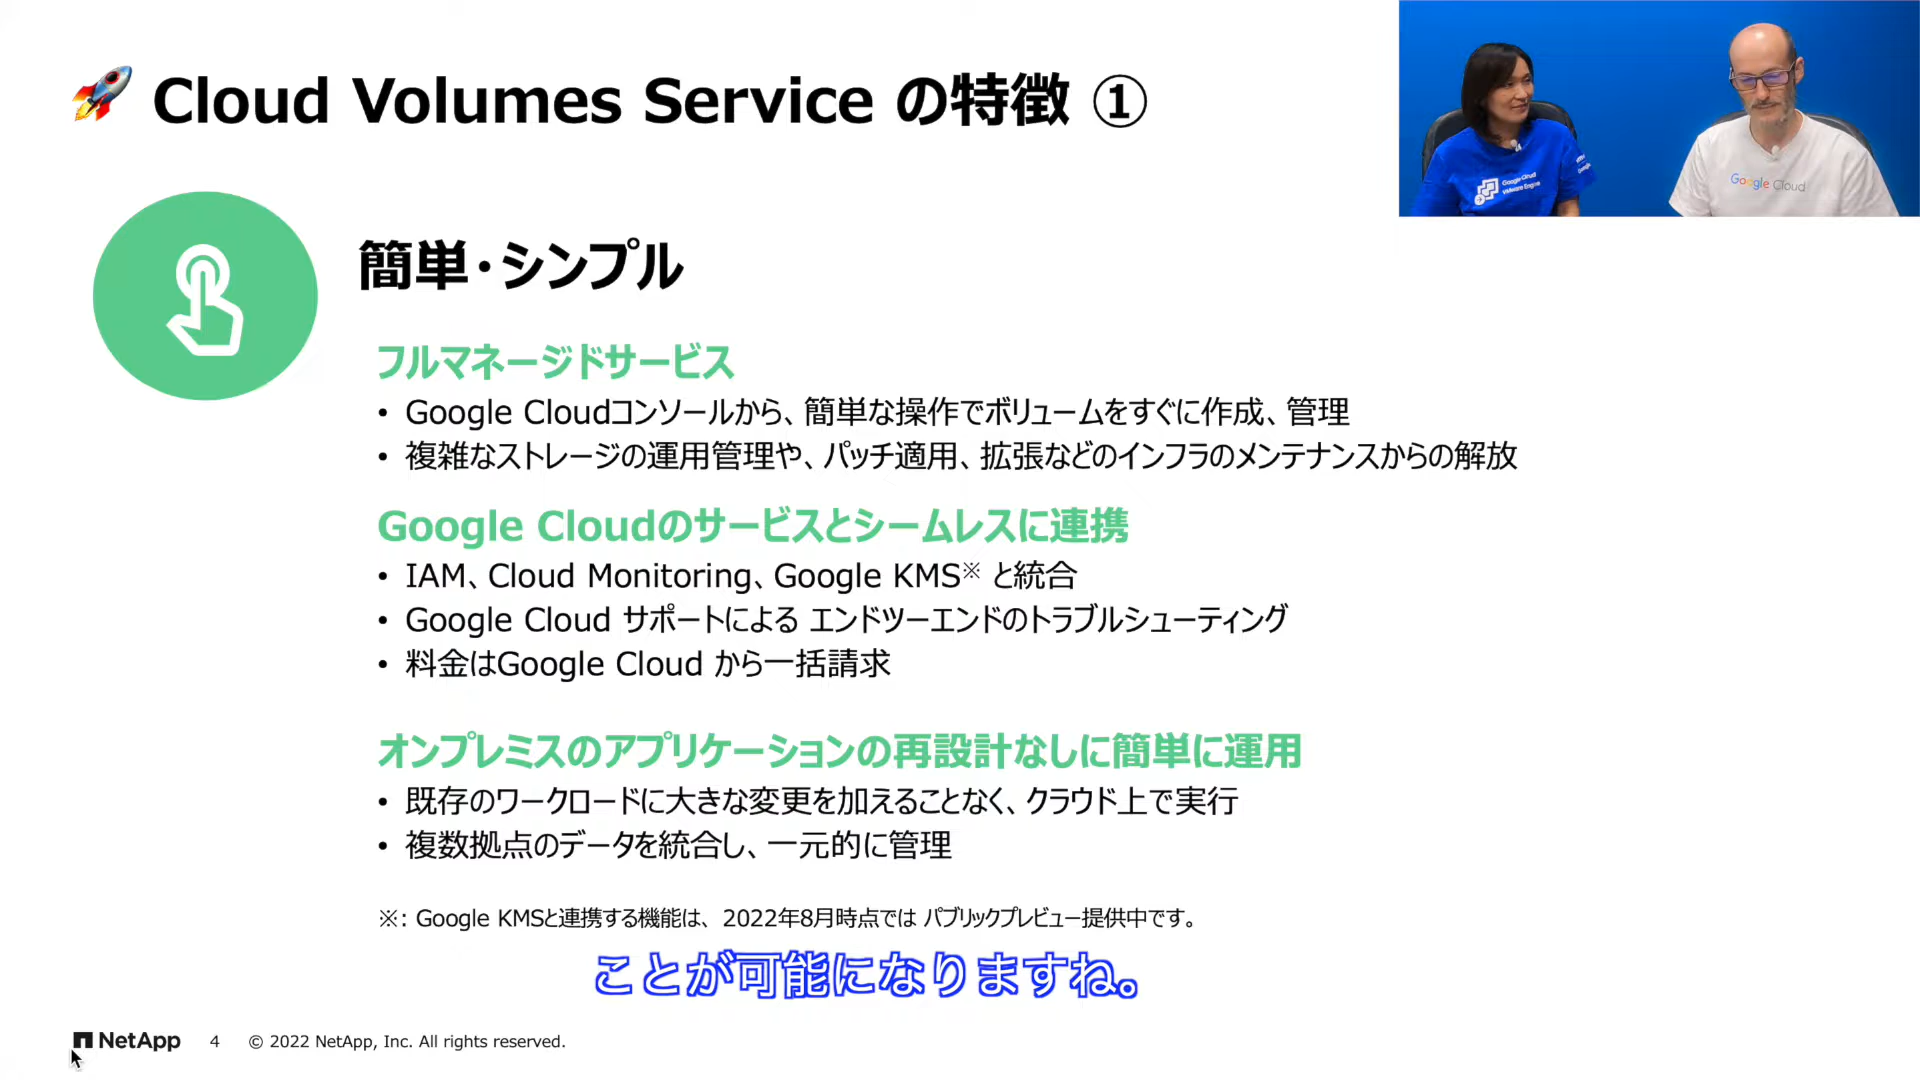 Cloud Volumes Service の特徴 ①
Google Cloud
VMware Engine
Google Cloud
簡単・シンプル
フルマネージドサービス
• Google Cloudコンソールから、簡単な操作でボリュームをすぐに作成、管理
• 複雑なストレージの運用管理や、パッチ適用、拡張などのインフラのメンテナンスからの解放
Google Cloudのサービスとシームレスに連携
• IAM、Cloud Monitoring、Google KMS※ と統合
• Google Cloud サポートによる エンドツーエンドのトラブルシューティング
• 料金はGoogle Cloud から一括請求
オンプレミスのアプリケーションの再設計なしに簡単に運用
• 既存のワークロードに大きな変更を加えることなく、クラウド上で実行
• 複数拠点のデータを統合し、一元的に管理
※: Google KMSと連携する機能は、2022年8月時点では パブリックプレビュー提供中です。
ことが可能になりますね。
NetApp 4 © 2022 NetApp, Inc. All rights reserved.